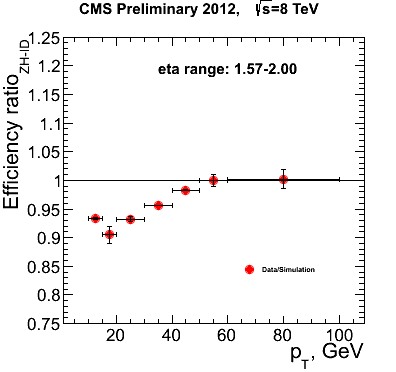 CMS Preliminary 2012, √s=8 TeV
eta range: 1.57-2.00
Efficiency ratio ZH-ID
1.25
1.2
1.15
1.1
1.05
1
0.95
0.9
0.85
0.8
0.75
Data/Simulation
20 40 60 80 100
p_T, GeV